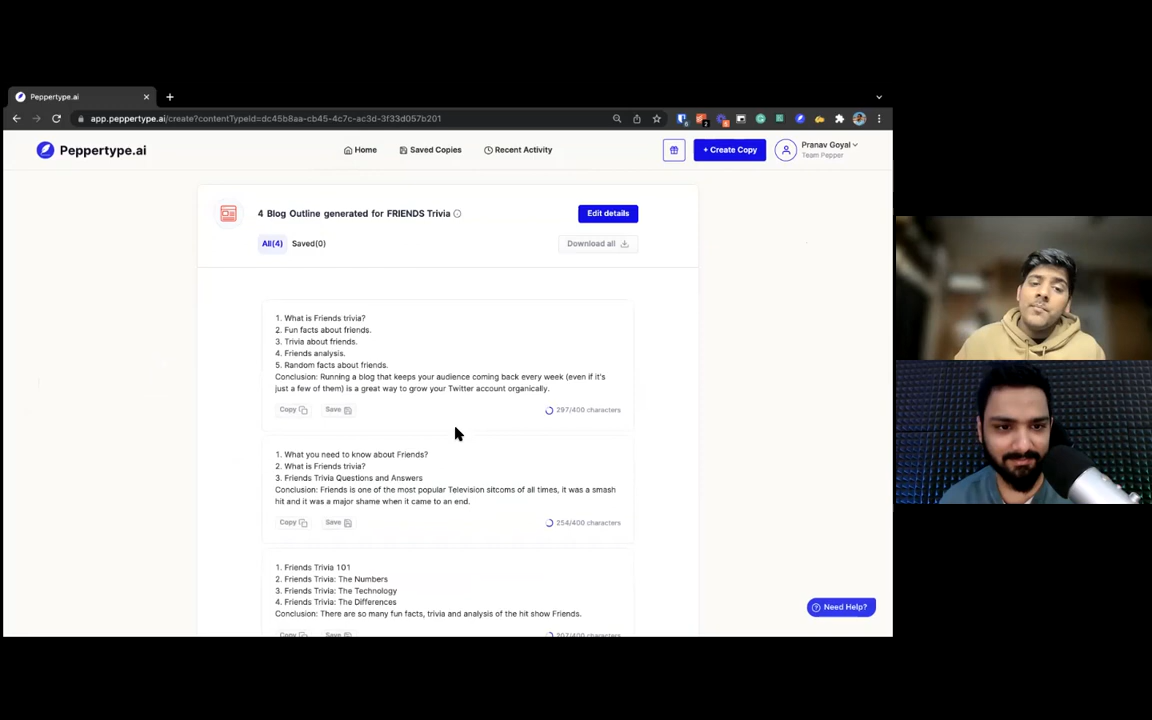 Peppertype.ai
app.peppertype.ai/create?contentTypeId=dc45b8aa-cb45-4c7c-ac3d-3f33d057b201
Peppertype.ai
Home
Saved Copies
Recent Activity
+ Create Copy
Pranav Goyal
Team Pepper
4 Blog Outline generated for FRIENDS Trivia
Edit details
All(4)
Saved(0)
Download all
1. What is Friends trivia?
2. Fun facts about friends.
3. Trivia about friends.
4. Friends analysis.
5. Random facts about friends.
Conclusion: Running a blog that keeps your audience coming back every week (even if it's
just a few of them) is a great way to grow your Twitter account organically.
Copy
Save
297/400 characters
1. What you need to know about Friends?
2. What is Friends trivia?
3. Friends Trivia Questions and Answers
Conclusion: Friends is one of the most popular Television sitcoms of all times, it was a smash
hit and it was a major shame when it came to an end.
Copy
Save
254/400 characters
1. Friends Trivia 101
2. Friends Trivia: The Numbers
3. Friends Trivia: The Technology
4. Friends Trivia: The Differences
Conclusion: There are so many fun facts, trivia and analysis of the hit show Friends.
Copy
Save
207/400 characters
Need Help?